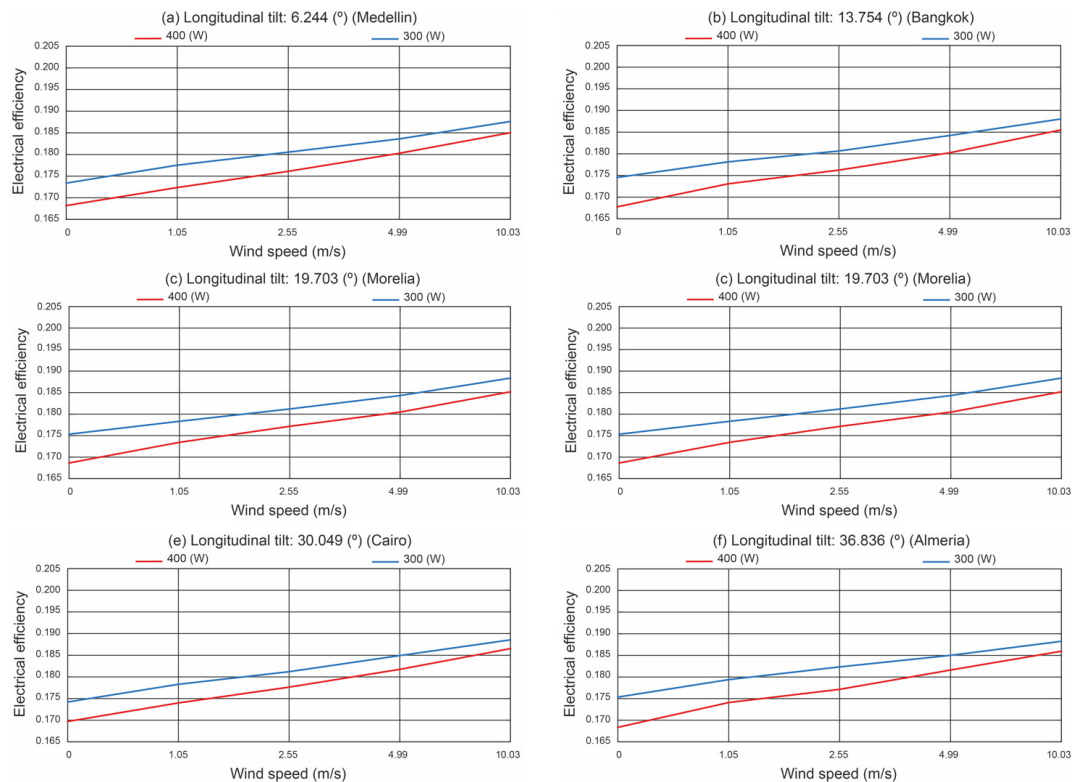 (a) Longitudinal tilt: 6.244 (º) (Medellin)
400 (W) 300 (W)
Electrical efficiency
0.205
0.200
0.195
0.190
0.185
0.180
0.175
0.170
0.165
0 1.05 2.55 4.99 10.03
Wind speed (m/s)
(b) Longitudinal tilt: 13.754 (º) (Bangkok)
400 (W) 300 (W)
Electrical efficiency
0.205
0.200
0.195
0.190
0.185
0.180
0.175
0.170
0.165
0 1.05 2.55 4.99 10.03
Wind speed (m/s)
(c) Longitudinal tilt: 19.703 (º) (Morelia)
400 (W) 300 (W)
Electrical efficiency
0.205
0.200
0.195
0.190
0.185
0.180
0.175
0.170
0.165
0 1.05 2.55 4.99 10.03
Wind speed (m/s)
(c) Longitudinal tilt: 19.703 (º) (Morelia)
400 (W) 300 (W)
Electrical efficiency
0.205
0.200
0.195
0.190
0.185
0.180
0.175
0.170
0.165
0 1.05 2.55 4.99 10.03
Wind speed (m/s)
(e) Longitudinal tilt: 30.049 (º) (Cairo)
400 (W) 300 (W)
Electrical efficiency
0.205
0.200
0.195
0.190
0.185
0.180
0.175
0.170
0.165
0 1.05 2.55 4.99 10.03
Wind speed (m/s)
(f) Longitudinal tilt: 36.836 (º) (Almeria)
400 (W) 300 (W)
Electrical efficiency
0.205
0.200
0.195
0.190
0.185
0.180
0.175
0.170
0.165
0 1.05 2.55 4.99 10.03
Wind speed (m/s)